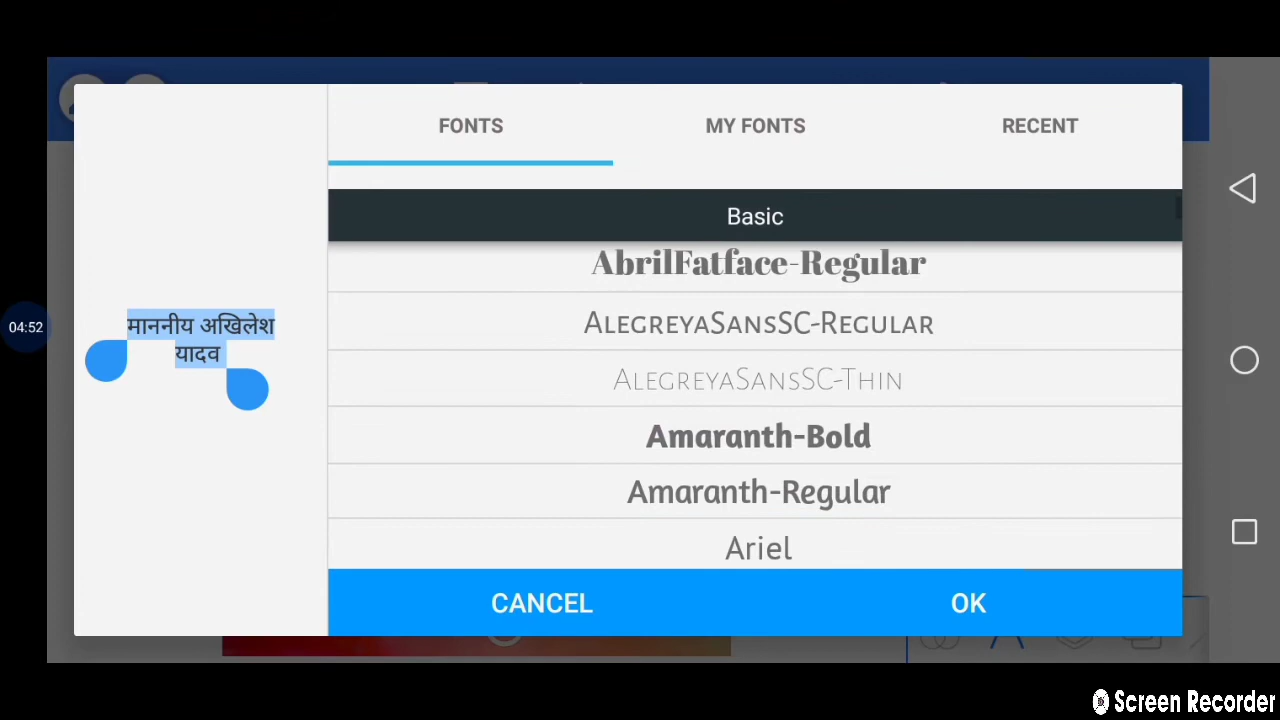 FONTS
MY FONTS
RECENT
Basic
AbrilFatface-Regular
AlegreyaSansSC-Regular
AlegreyaSansSC-Thin
Amaranth-Bold
Amaranth-Regular
Ariel
माननीय अखिलेश
यादव
04:52
CANCEL
OK
Screen Recorder